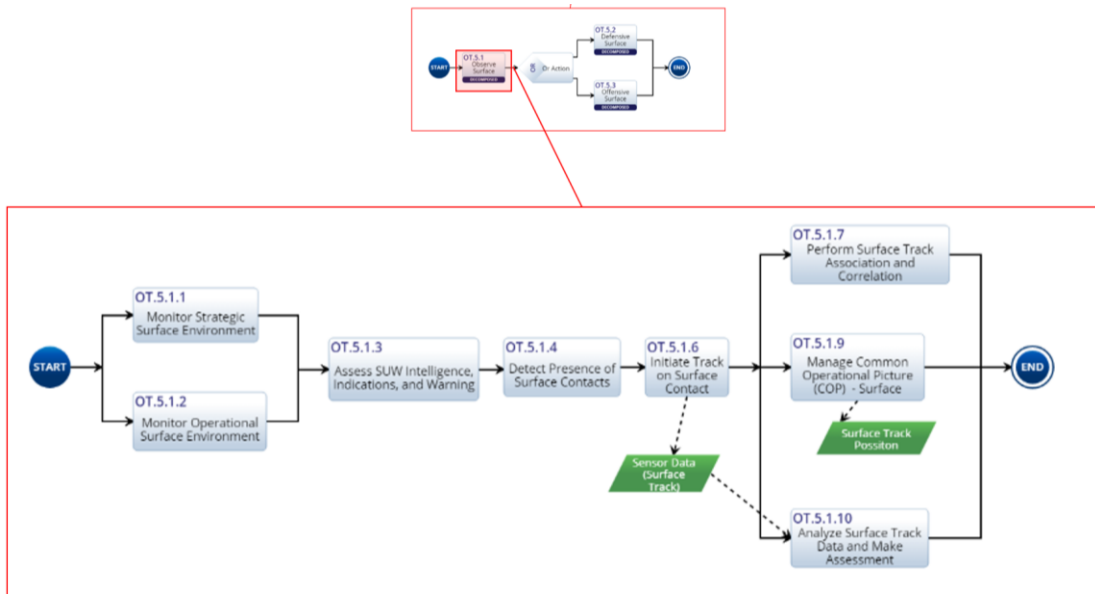 START
OT.5.1
Observe
Surface
DECOMPOSED
OR
Or Action
OT.5.2
Defensive
Surface
DECOMPOSED
OT.5.3
Offensive
Surface
DECOMPOSED
END
START
OT.5.1.1
Monitor Strategic
Surface Environment
OT.5.1.2
Monitor Operational
Surface Environment
OT.5.1.3
Assess SUW Intelligence,
Indications, and Warning
OT.5.1.4
Detect Presence of
Surface Contacts
OT.5.1.6
Initiate Track
on Surface
Contact
Sensor Data
(Surface
Track)
OT.5.1.7
Perform Surface Track
Association and
Correlation
OT.5.1.9
Manage Common
Operational Picture
(COP) - Surface
Surface Track
Possiton
OT.5.1.10
Analyze Surface Track
Data and Make
Assessment
END